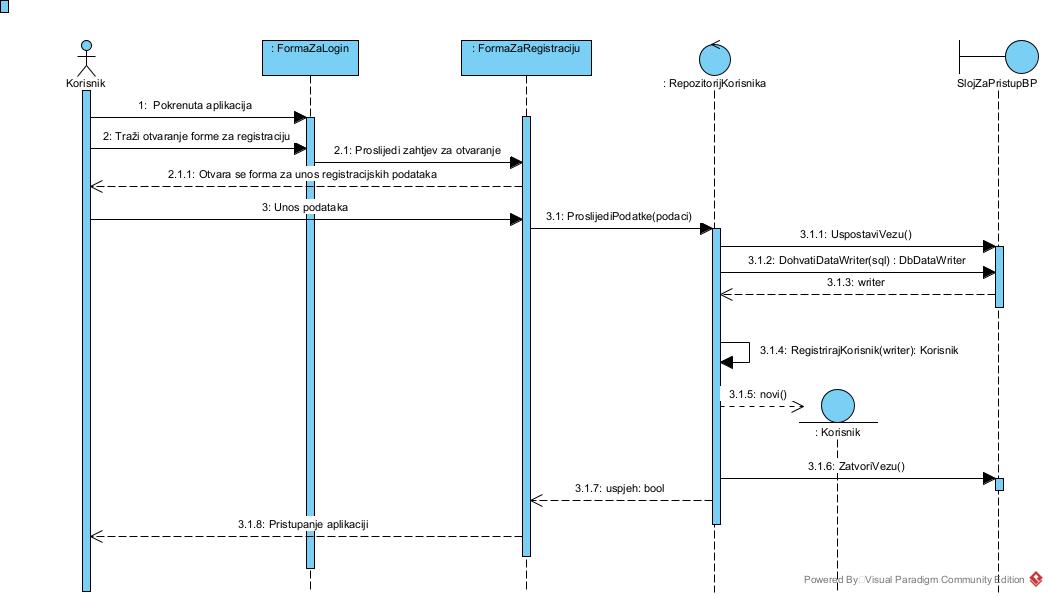 : FormaZaLogin
: FormaZaRegistraciju
Korisnik
: RepozitorijKorisnika
SlojZaPristupBP
1: Pokrenuta aplikacija
2: Traži otvaranje forme za registraciju
2.1: Proslijedi zahtjev za otvaranje
2.1.1: Otvara se forma za unos registracijskih podataka
3: Unos podataka
3.1: ProslijediPodatke(podaci)
3.1.1: UspostaviVezu()
3.1.2: DohvatiDataWriter(sql) : DbDataWriter
3.1.3: writer
3.1.4: RegistrirajKorisnik(writer): Korisnik
3.1.5: novi()
: Korisnik
3.1.6: ZatvoriVezu()
3.1.7: uspjeh: bool
3.1.8: Pristupanje aplikaciji
Powered By Visual Paradigm Community Edition